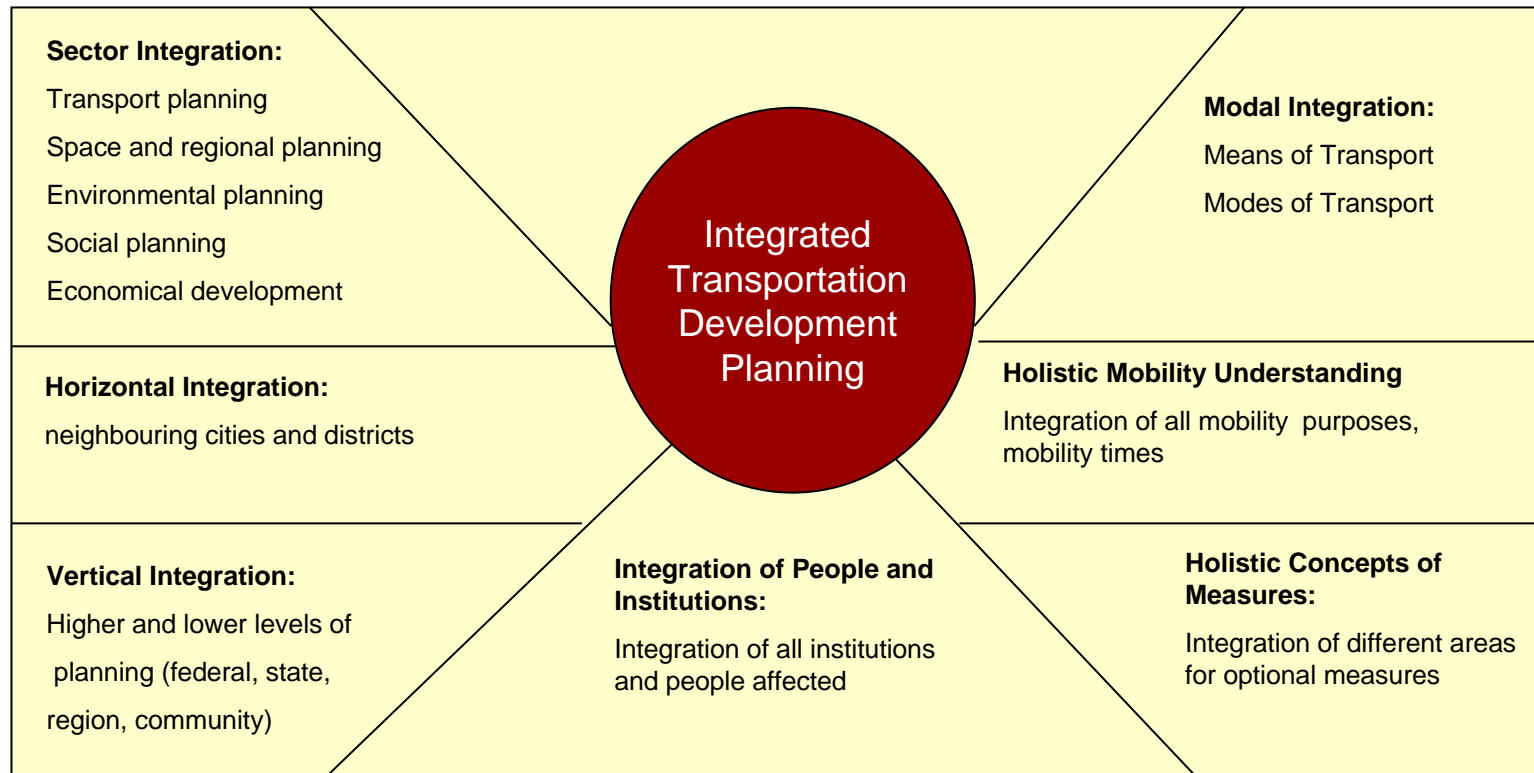 Sector Integration:
Transport planning
Space and regional planning
Environmental planning
Social planning
Economical development
Horizontal Integration:
neighbouring cities and districts
Vertical Integration:
Higher and lower levels of
planning (federal, state,
region, community)
Integrated
Transportation
Development
Planning
Integration of People and
Institutions:
Integration of all institutions
and people affected
Modal Integration:
Means of Transport
Modes of Transport
Holistic Mobility Understanding
Integration of all mobility purposes,
mobility times
Holistic Concepts of
Measures:
Integration of different areas
for optional measures